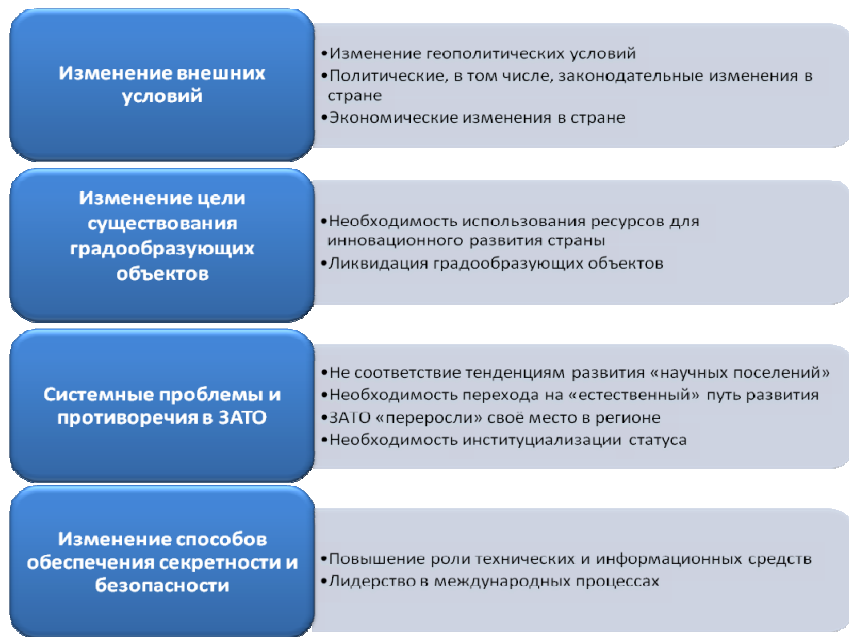 Изменение внешних
условий
•Изменение геополитических условий
•Политические, в том числе, законодательные изменения в
стране
•Экономические изменения в стране
Изменение цели
существования
градообразующих
объектов
•Необходимость использования ресурсов для
инновационного развития страны
•Ликвидация градообразующих объектов
Системные проблемы и
противоречия в ЗАТО
•Не соответствие тенденциям развития «научных поселений»
•Необходимость перехода на «естественный» путь развития
•ЗАТО «переросли» своё место в регионе
•Необходимость институциализации статуса
Изменение способов
обеспечения секретности и
безопасности
•Повышение роли технических и информационных средств
•Лидерство в международных процессах